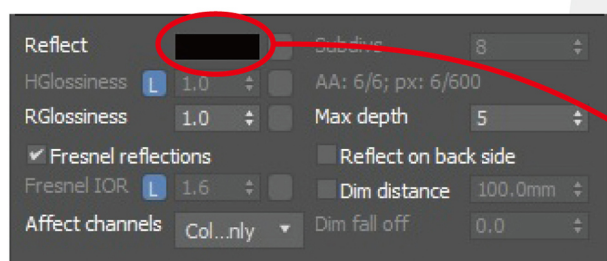 Reflect Subdivs 8
HGlossiness L 1.0 AA: 6/6; px: 6/600
RGlossiness 1.0 Max depth 5
Fresnel reflections Reflect on back side
Fresnel IOR L 1.6 Dim distance 100.0mm
Affect channels Col...nly Dim fall off 0.0